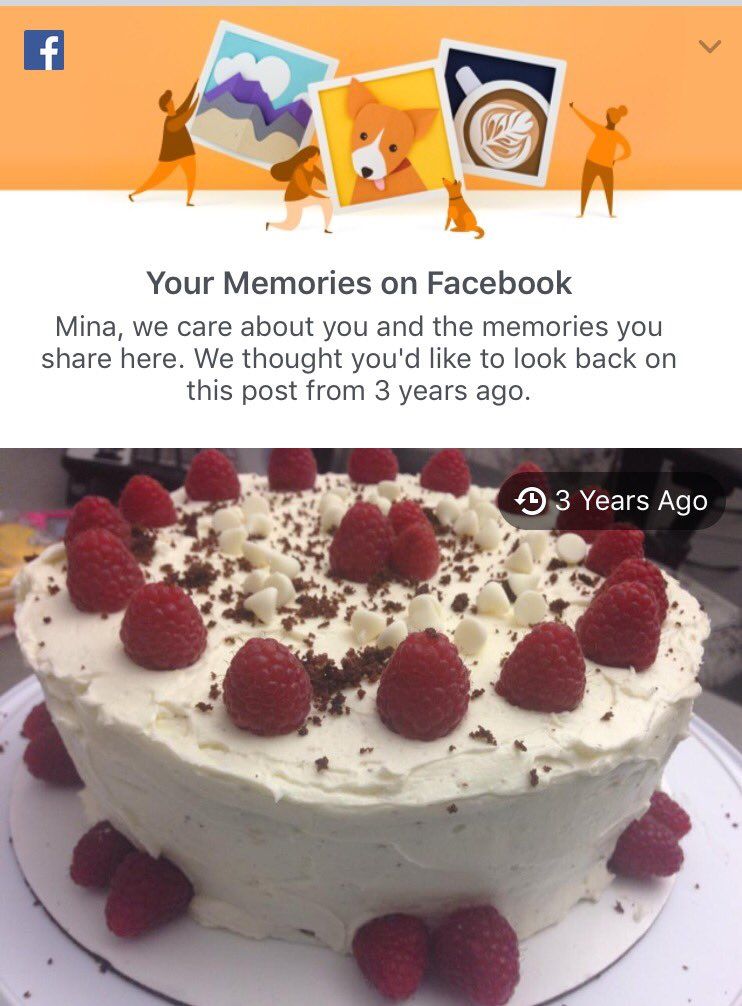 f
Your Memories on Facebook
Mina, we care about you and the memories you
share here. We thought you'd like to look back on
this post from 3 years ago.
3 Years Ago